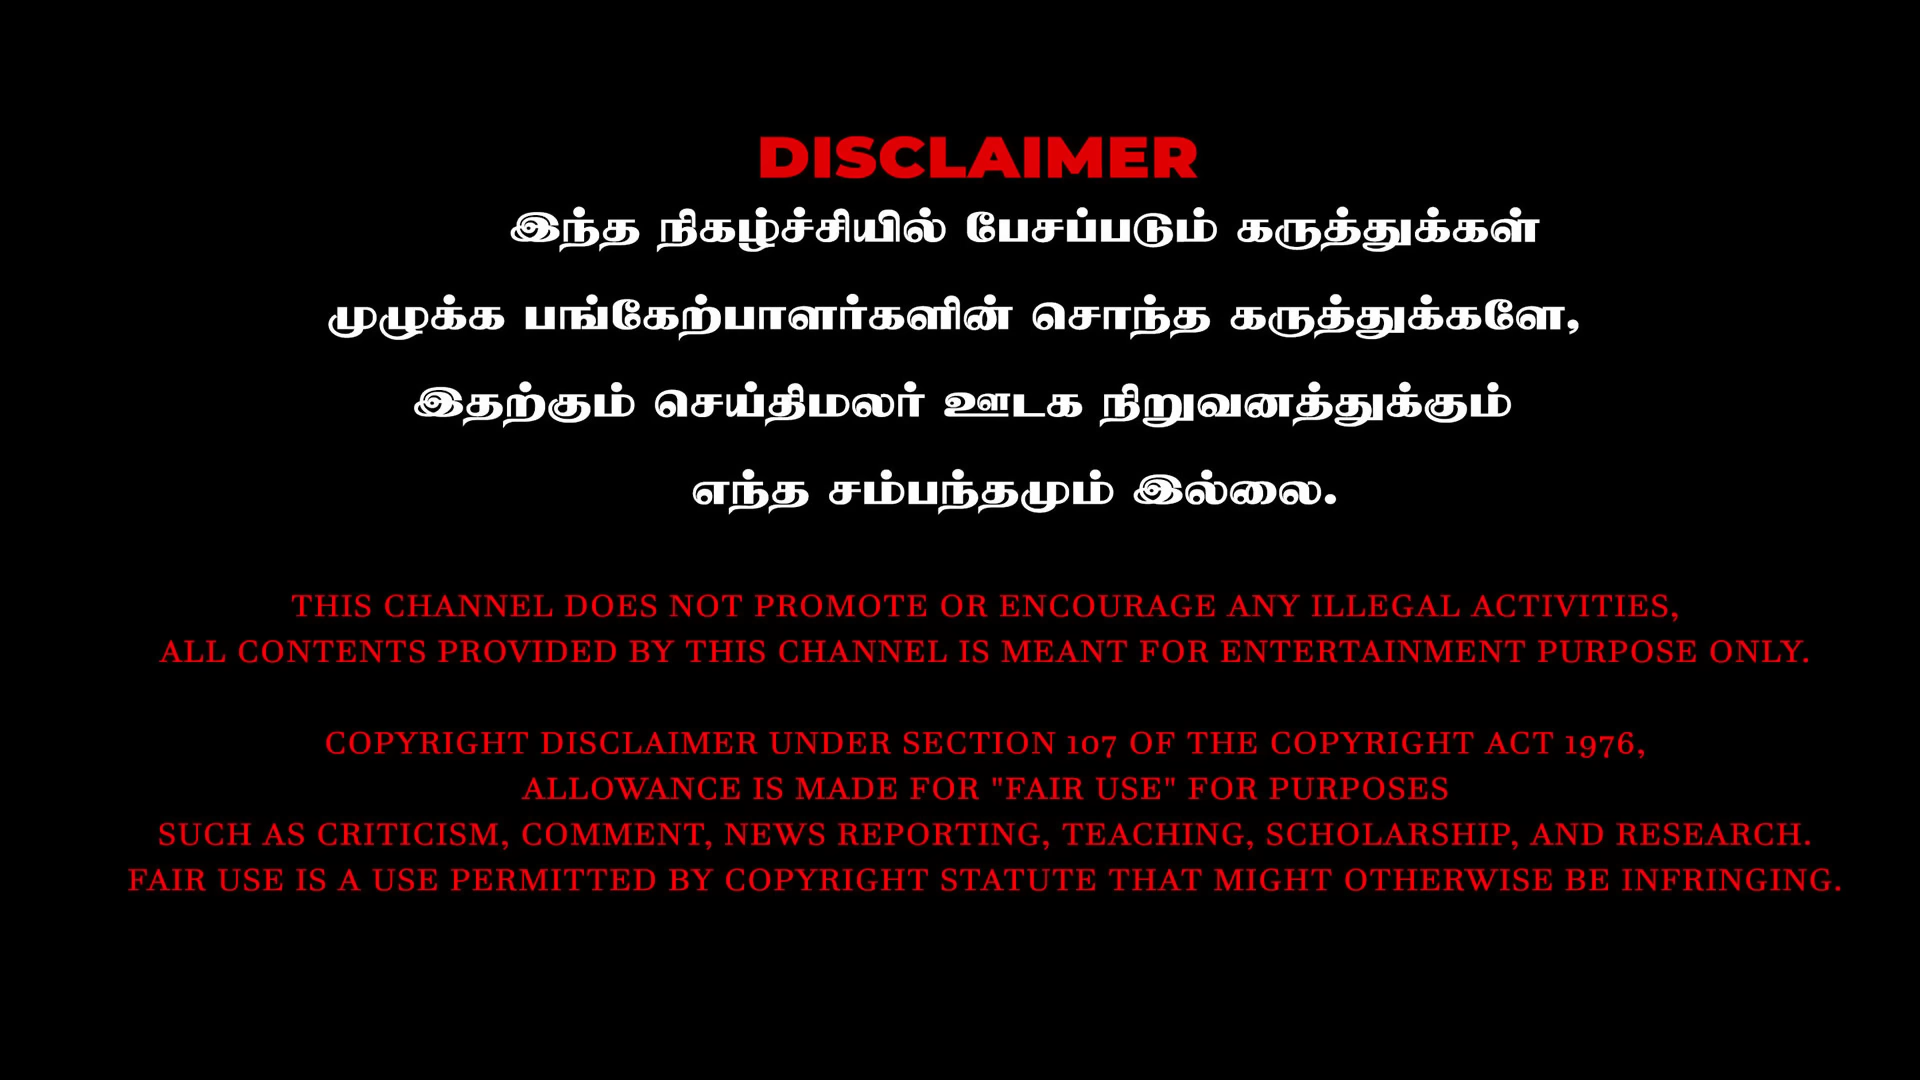 DISCLAIMER
இந்த நிகழ்ச்சியில் பேசப்படும் கருத்துக்கள்
முழுக்க பங்கேற்பாளர்களின் சொந்த கருத்துக்களே,
இதற்கும் செய்திமலர் ஊடக நிறுவனத்துக்கும்
எந்த சம்பந்தமும் இல்லை.
THIS CHANNEL DOES NOT PROMOTE OR ENCOURAGE ANY ILLEGAL ACTIVITIES,
ALL CONTENTS PROVIDED BY THIS CHANNEL IS MEANT FOR ENTERTAINMENT PURPOSE ONLY.
COPYRIGHT DISCLAIMER UNDER SECTION 107 OF THE COPYRIGHT ACT 1976,
ALLOWANCE IS MADE FOR "FAIR USE" FOR PURPOSES
SUCH AS CRITICISM, COMMENT, NEWS REPORTING, TEACHING, SCHOLARSHIP, AND RESEARCH.
FAIR USE IS A USE PERMITTED BY COPYRIGHT STATUTE THAT MIGHT OTHERWISE BE INFRINGING.